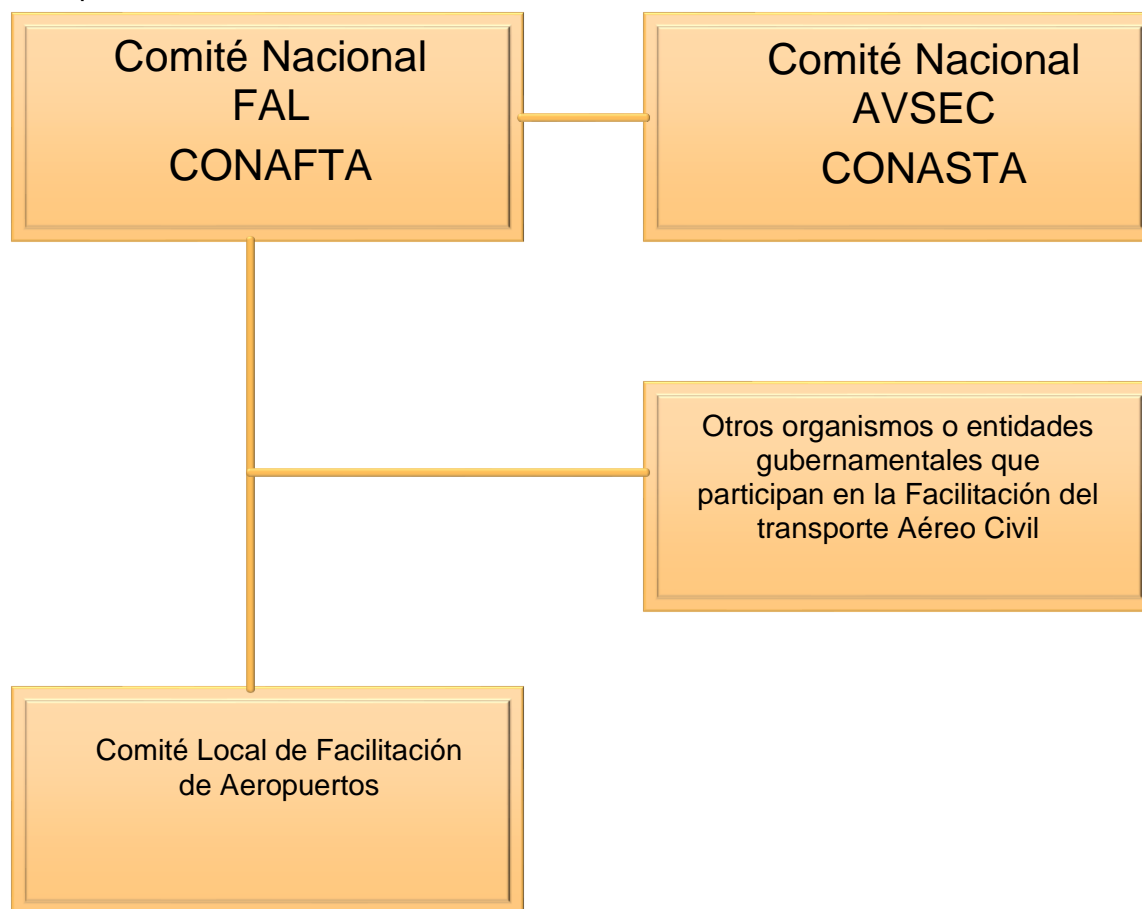 Comité Nacional
FAL
CONAFTA
Comité Nacional
AVSEC
CONASTA
Otros organismos o entidades
gubernamentales que
participan en la Facilitación del
transporte Aéreo Civil
Comité Local de Facilitación
de Aeropuertos